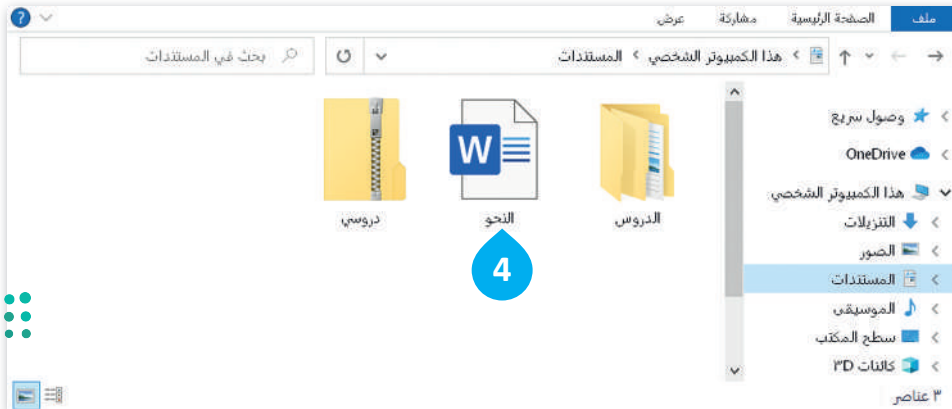 ملف الصفحة الرئيسية مشاركة عرض
هذا الكمبيوتر الشخصي > المستندات
بحث في المستندات
وصول سريع
OneDrive
هذا الكمبيوتر الشخصي
التنزيلات
الصور
المستندات
الموسيقى
سطح المكتب
كائنات 3D
الدروس
النحو
دروسي
4
٣ عناصر